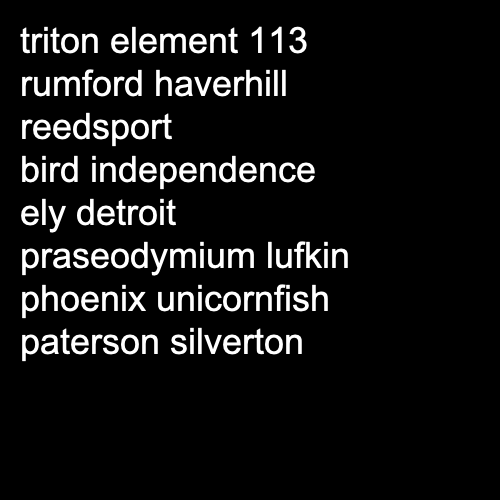 triton element 113
rumford haverhill
reedsport
bird independence
ely detroit
praseodymium lufkin
phoenix unicornfish
paterson silverton